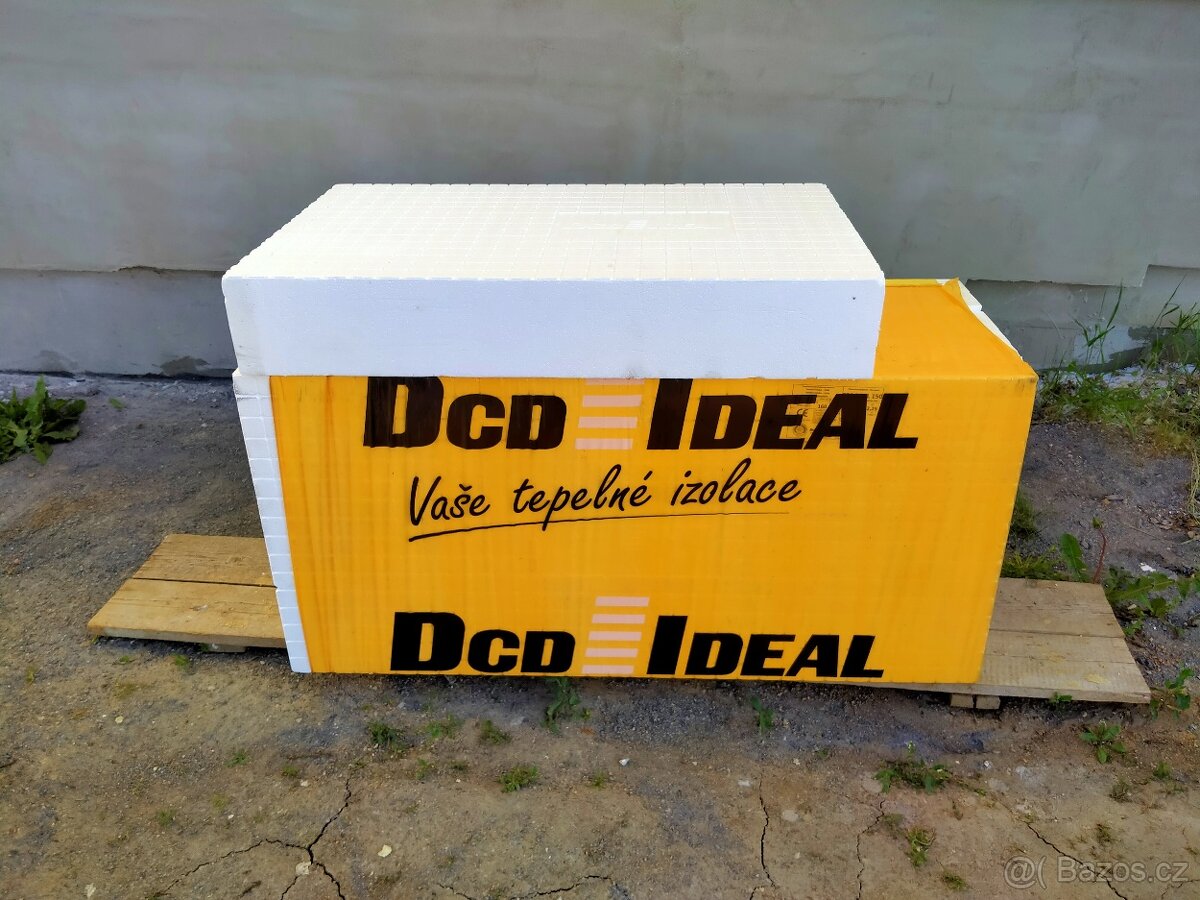 DCD IDEAL
Vaše tepelné izolace
DCD IDEAL
@( Bazos.cz